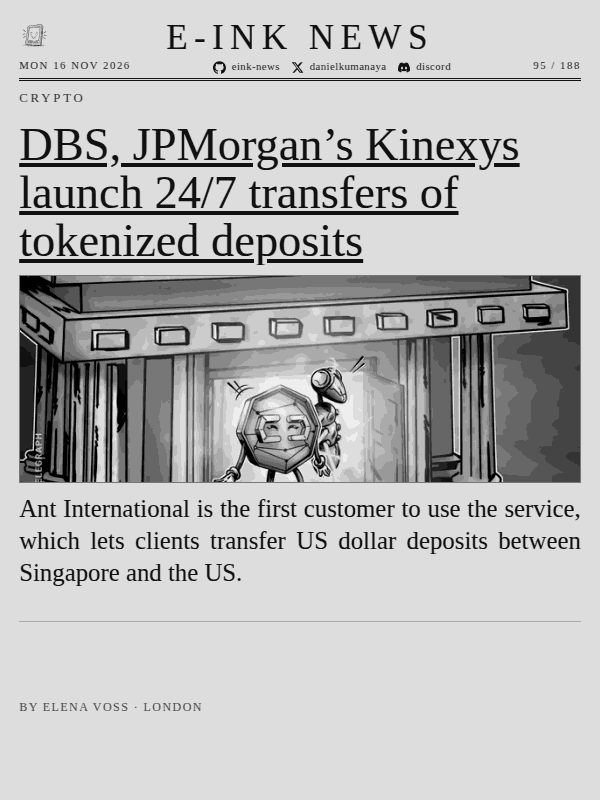 E-INK NEWS
MON 16 NOV 2026
eink-news danielkumanaya discord
95 / 188
CRYPTO
DBS, JPMorgan’s Kinexys
launch 24/7 transfers of
tokenized deposits
ELEGRAPH
Ant International is the first customer to use the service,
which lets clients transfer US dollar deposits between
Singapore and the US.
BY ELENA VOSS · LONDON